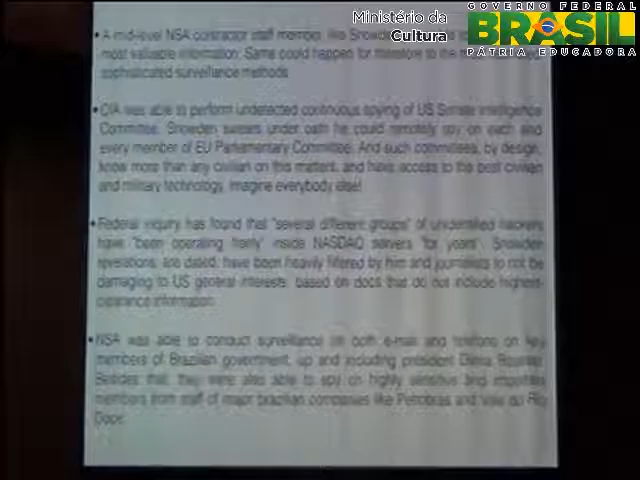 GOVERNO FEDERAL
Ministério da
Cultura
BRASIL
PÁTRIA EDUCADORA
• A mid-level NSA contractor staff member, like
most valuable information. Same could happen for therefore to the
sophisticated surveillance methods
• CIA was able to perform undetected continuous spying of US Senate Intelligence
Committee. Snowden swears under oath he could remotely spy on each and
every member of EU Parliamentary Committee. And such committees, by design,
know more than any civilian on this matters, and have access to the best civilian
and military technology. Imagine everybody else!
• Federal inquiry has found that "several different groups" of unidentified hackers
have "been operating freely" inside NASDAQ servers "for years". Snowden
revelations, are dated, have been heavily filtered by him and journalists to not be
damaging to US general interests, based on docs that do not include highest-
clearance information.
• NSA was able to conduct surveillance on both e-mail and telefons on key
members of Brazilian government, up and including president Dilma
Besides that, they were also able to spy on highly sensitive and important
members from staff of major brazilian companies like Petrobras and Vale do Rio
Doce.